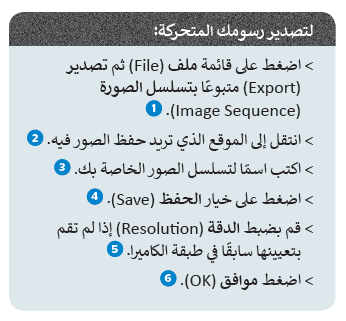 لتصدير رسومك المتحركة:
> اضغط على قائمة ملف (File) ثم تصدير
(Export) متبوعًا بتسلسل الصورة
(Image Sequence). 1
> انتقل إلى الموقع الذي تريد حفظ الصور فيه. 2
> اكتب اسمًا لتسلسل الصور الخاصة بك. 3
> اضغط على خيار الحفظ (Save). 4
> قم بضبط الدقة (Resolution) إذا لم تقم
بتعيينها سابقًا في طبقة الكاميرا. 5
> اضغط موافق (OK). 6